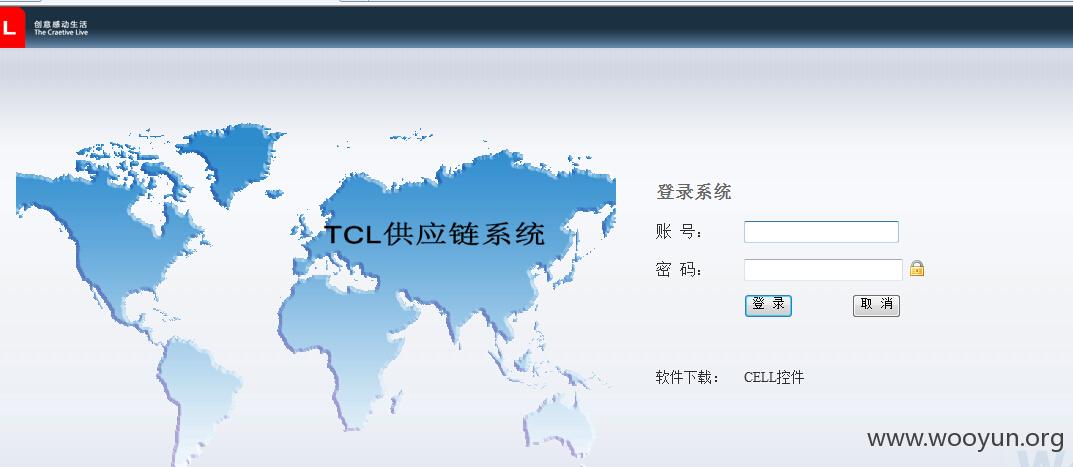 L
创意感动生活
The Craetive Live
TCL供应链系统
登录系统
账 号：
密 码：
登 录
取 消
软件下载： CELL控件
www.wooyun.org
W